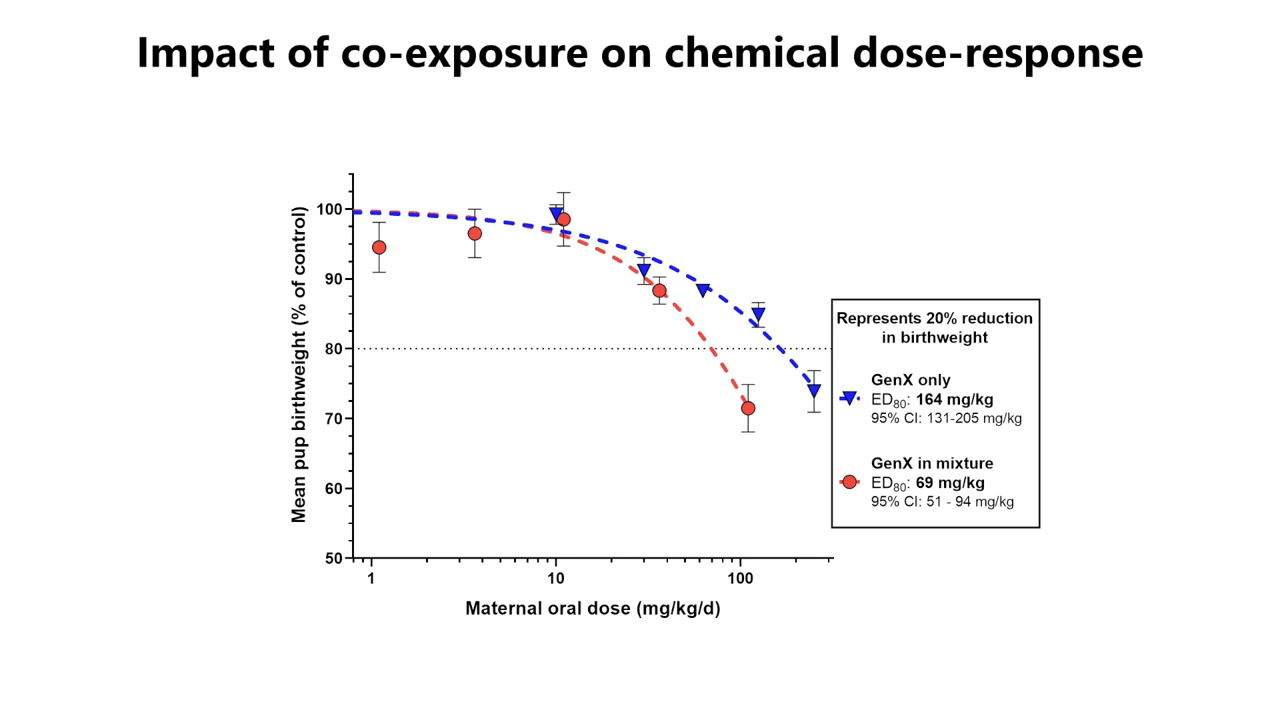 Impact of co-exposure on chemical dose-response
Mean pup birthweight (% of control)
100
90
80
70
60
50
1
10
100
Maternal oral dose (mg/kg/d)
Represents 20% reduction
in birthweight
GenX only
ED80: 164 mg/kg
95% CI: 131-205 mg/kg
GenX in mixture
ED80: 69 mg/kg
95% CI: 51 - 94 mg/kg